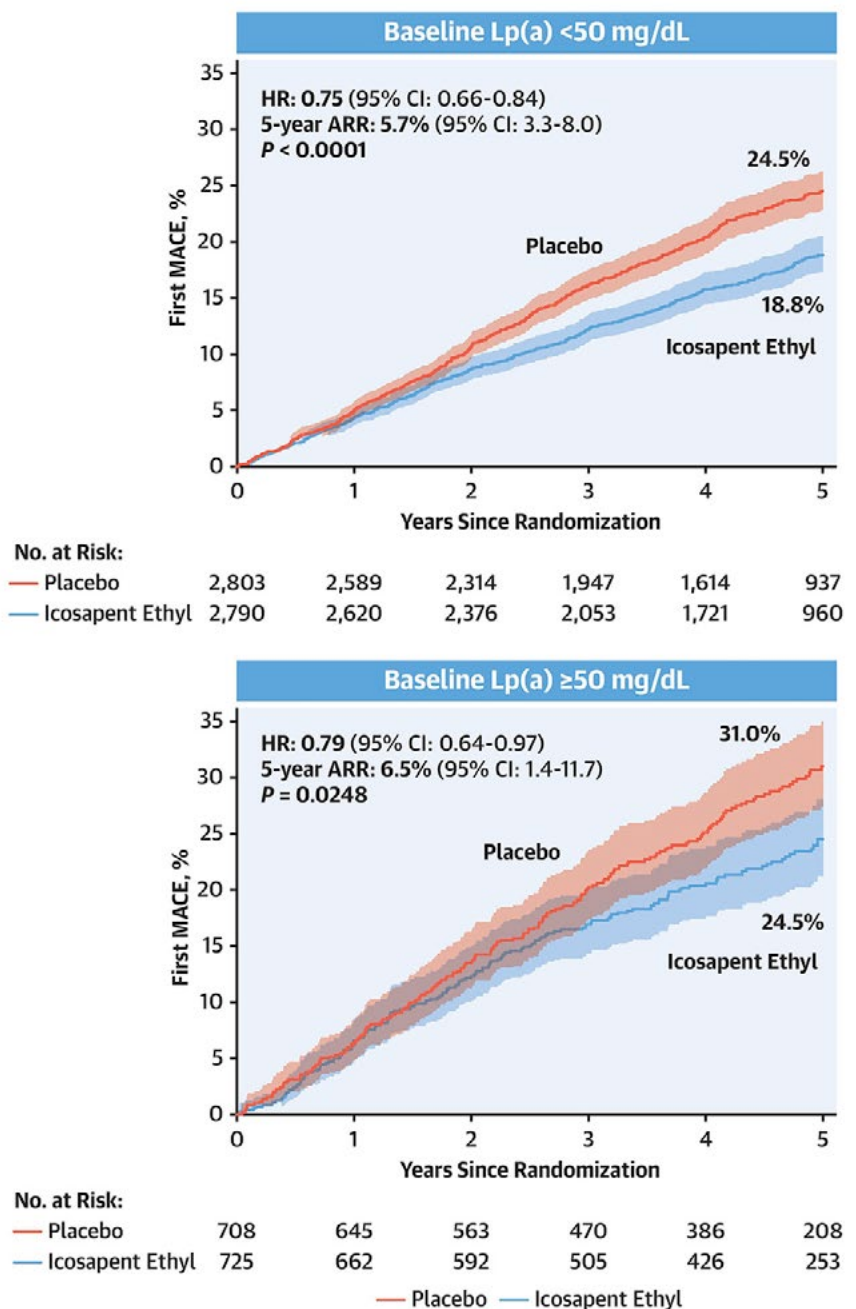 Baseline Lp(a) <50 mg/dL
35
30
25
20
15
10
5
0
First MACE, %
HR: 0.75 (95% CI: 0.66-0.84)
5-year ARR: 5.7% (95% CI: 3.3-8.0)
P < 0.0001
24.5%
Placebo
18.8%
Icosapent Ethyl
0 1 2 3 4 5
Years Since Randomization
No. at Risk:
Placebo 2,803 2,589 2,314 1,947 1,614 937
Icosapent Ethyl 2,790 2,620 2,376 2,053 1,721 960
Baseline Lp(a) ≥50 mg/dL
35
30
25
20
15
10
5
0
First MACE, %
HR: 0.79 (95% CI: 0.64-0.97)
5-year ARR: 6.5% (95% CI: 1.4-11.7)
P = 0.0248
31.0%
Placebo
24.5%
Icosapent Ethyl
0 1 2 3 4 5
Years Since Randomization
No. at Risk:
Placebo 708 645 563 470 386 208
Icosapent Ethyl 725 662 592 505 426 253
Placebo Icosapent Ethyl